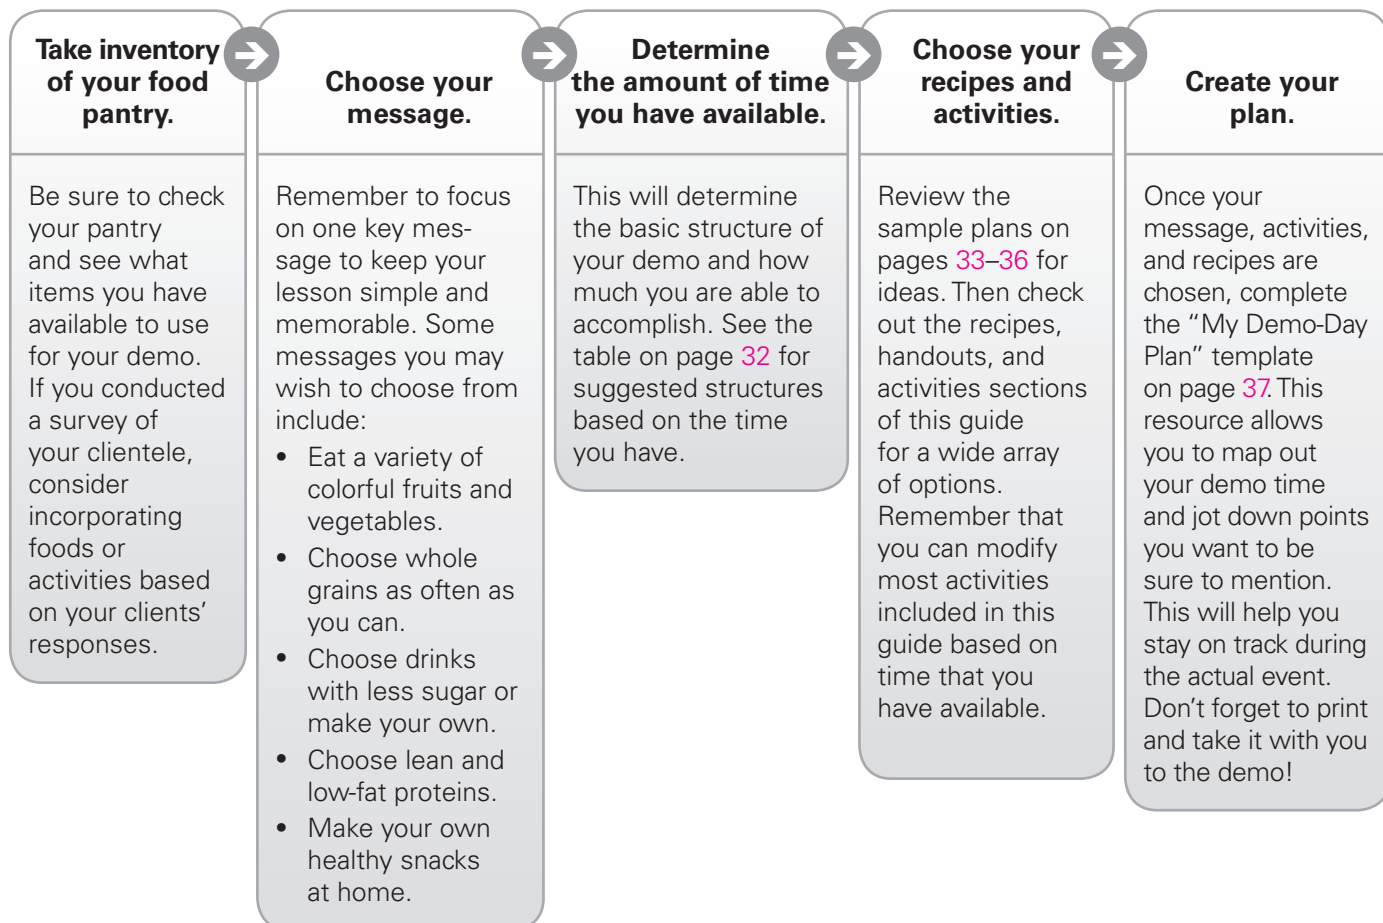 Take inventory
of your food
pantry.
Be sure to check
your pantry
and see what
items you have
available to use
for your demo.
If you conducted
a survey of
your clientele,
consider
incorporating
foods or
activities based
on your clients’
responses.
Choose your
message.
Remember to focus
on one key mes-
sage to keep your
lesson simple and
memorable. Some
messages you may
wish to choose from
include:
• Eat a variety of
colorful fruits and
vegetables.
• Choose whole
grains as often as
you can.
• Choose drinks
with less sugar or
make your own.
• Choose lean and
low-fat proteins.
• Make your own
healthy snacks
at home.
Determine
the amount of time
you have available.
This will determine
the basic structure of
your demo and how
much you are able to
accomplish. See the
table on page 32 for
suggested structures
based on the time
you have.
Choose your
recipes and
activities.
Review the
sample plans on
pages 33–36 for
ideas. Then check
out the recipes,
handouts, and
activities sections
of this guide
for a wide array
of options.
Remember that
you can modify
most activities
included in this
guide based on
time that you
have available.
Create your
plan.
Once your
message, activities,
and recipes are
chosen, complete
the “My Demo-Day
Plan” template
on page 37. This
resource allows
you to map out
your demo time
and jot down points
you want to be
sure to mention.
This will help you
stay on track during
the actual event.
Don’t forget to print
and take it with you
to the demo!